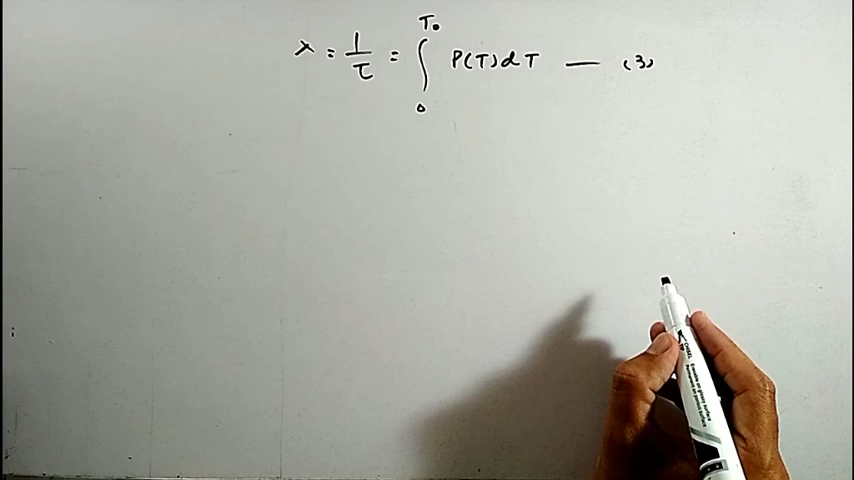 λ = 1/τ = ∫₀^T₀ P(T)dT — (3)